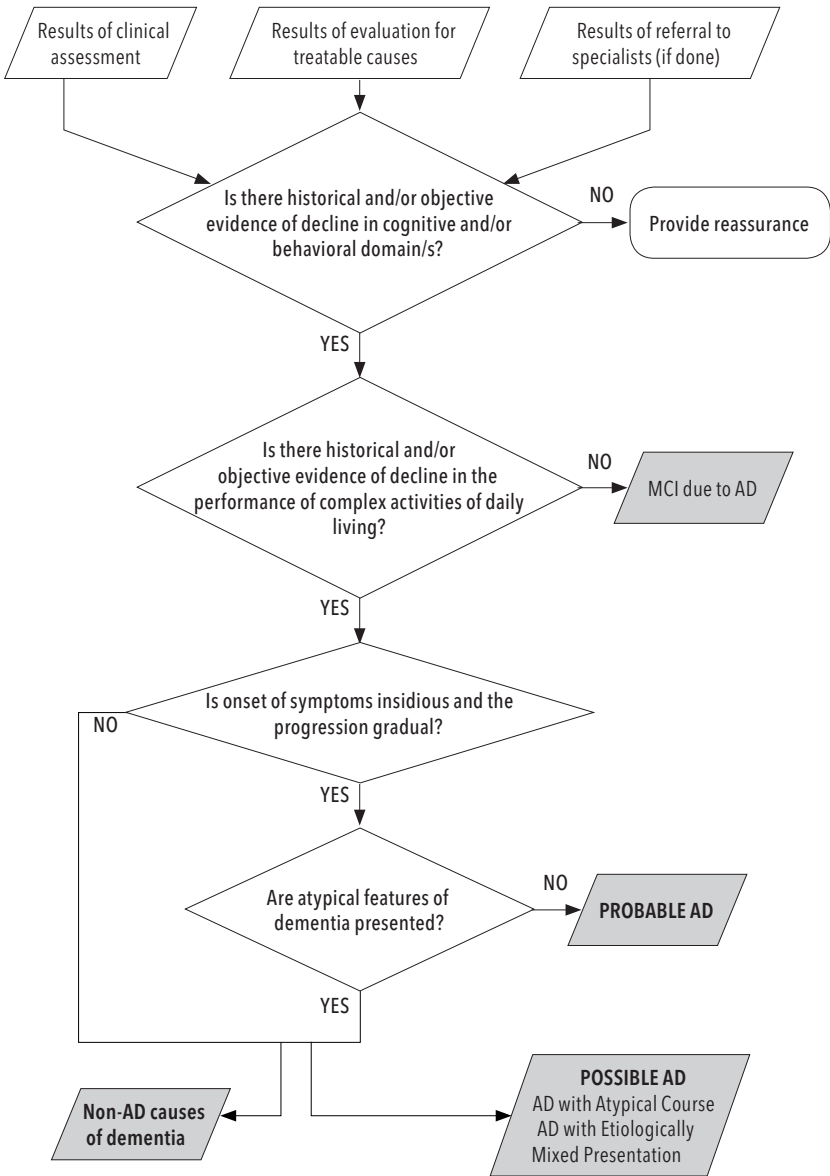 Results of clinical
assessment
Results of evaluation for
treatable causes
Results of referral to
specialists (if done)
Is there historical and/or objective
evidence of decline in cognitive and/or
behavioral domain/s?
NO
Provide reassurance
YES
Is there historical and/or
objective evidence of decline in the
performance of complex activities of daily
living?
NO
MCI due to AD
YES
Is onset of symptoms insidious and the
progression gradual?
NO
YES
Are atypical features of
dementia presented?
NO
PROBABLE AD
YES
Non-AD causes
of dementia
POSSIBLE AD
AD with Atypical Course
AD with Etiologically
Mixed Presentation